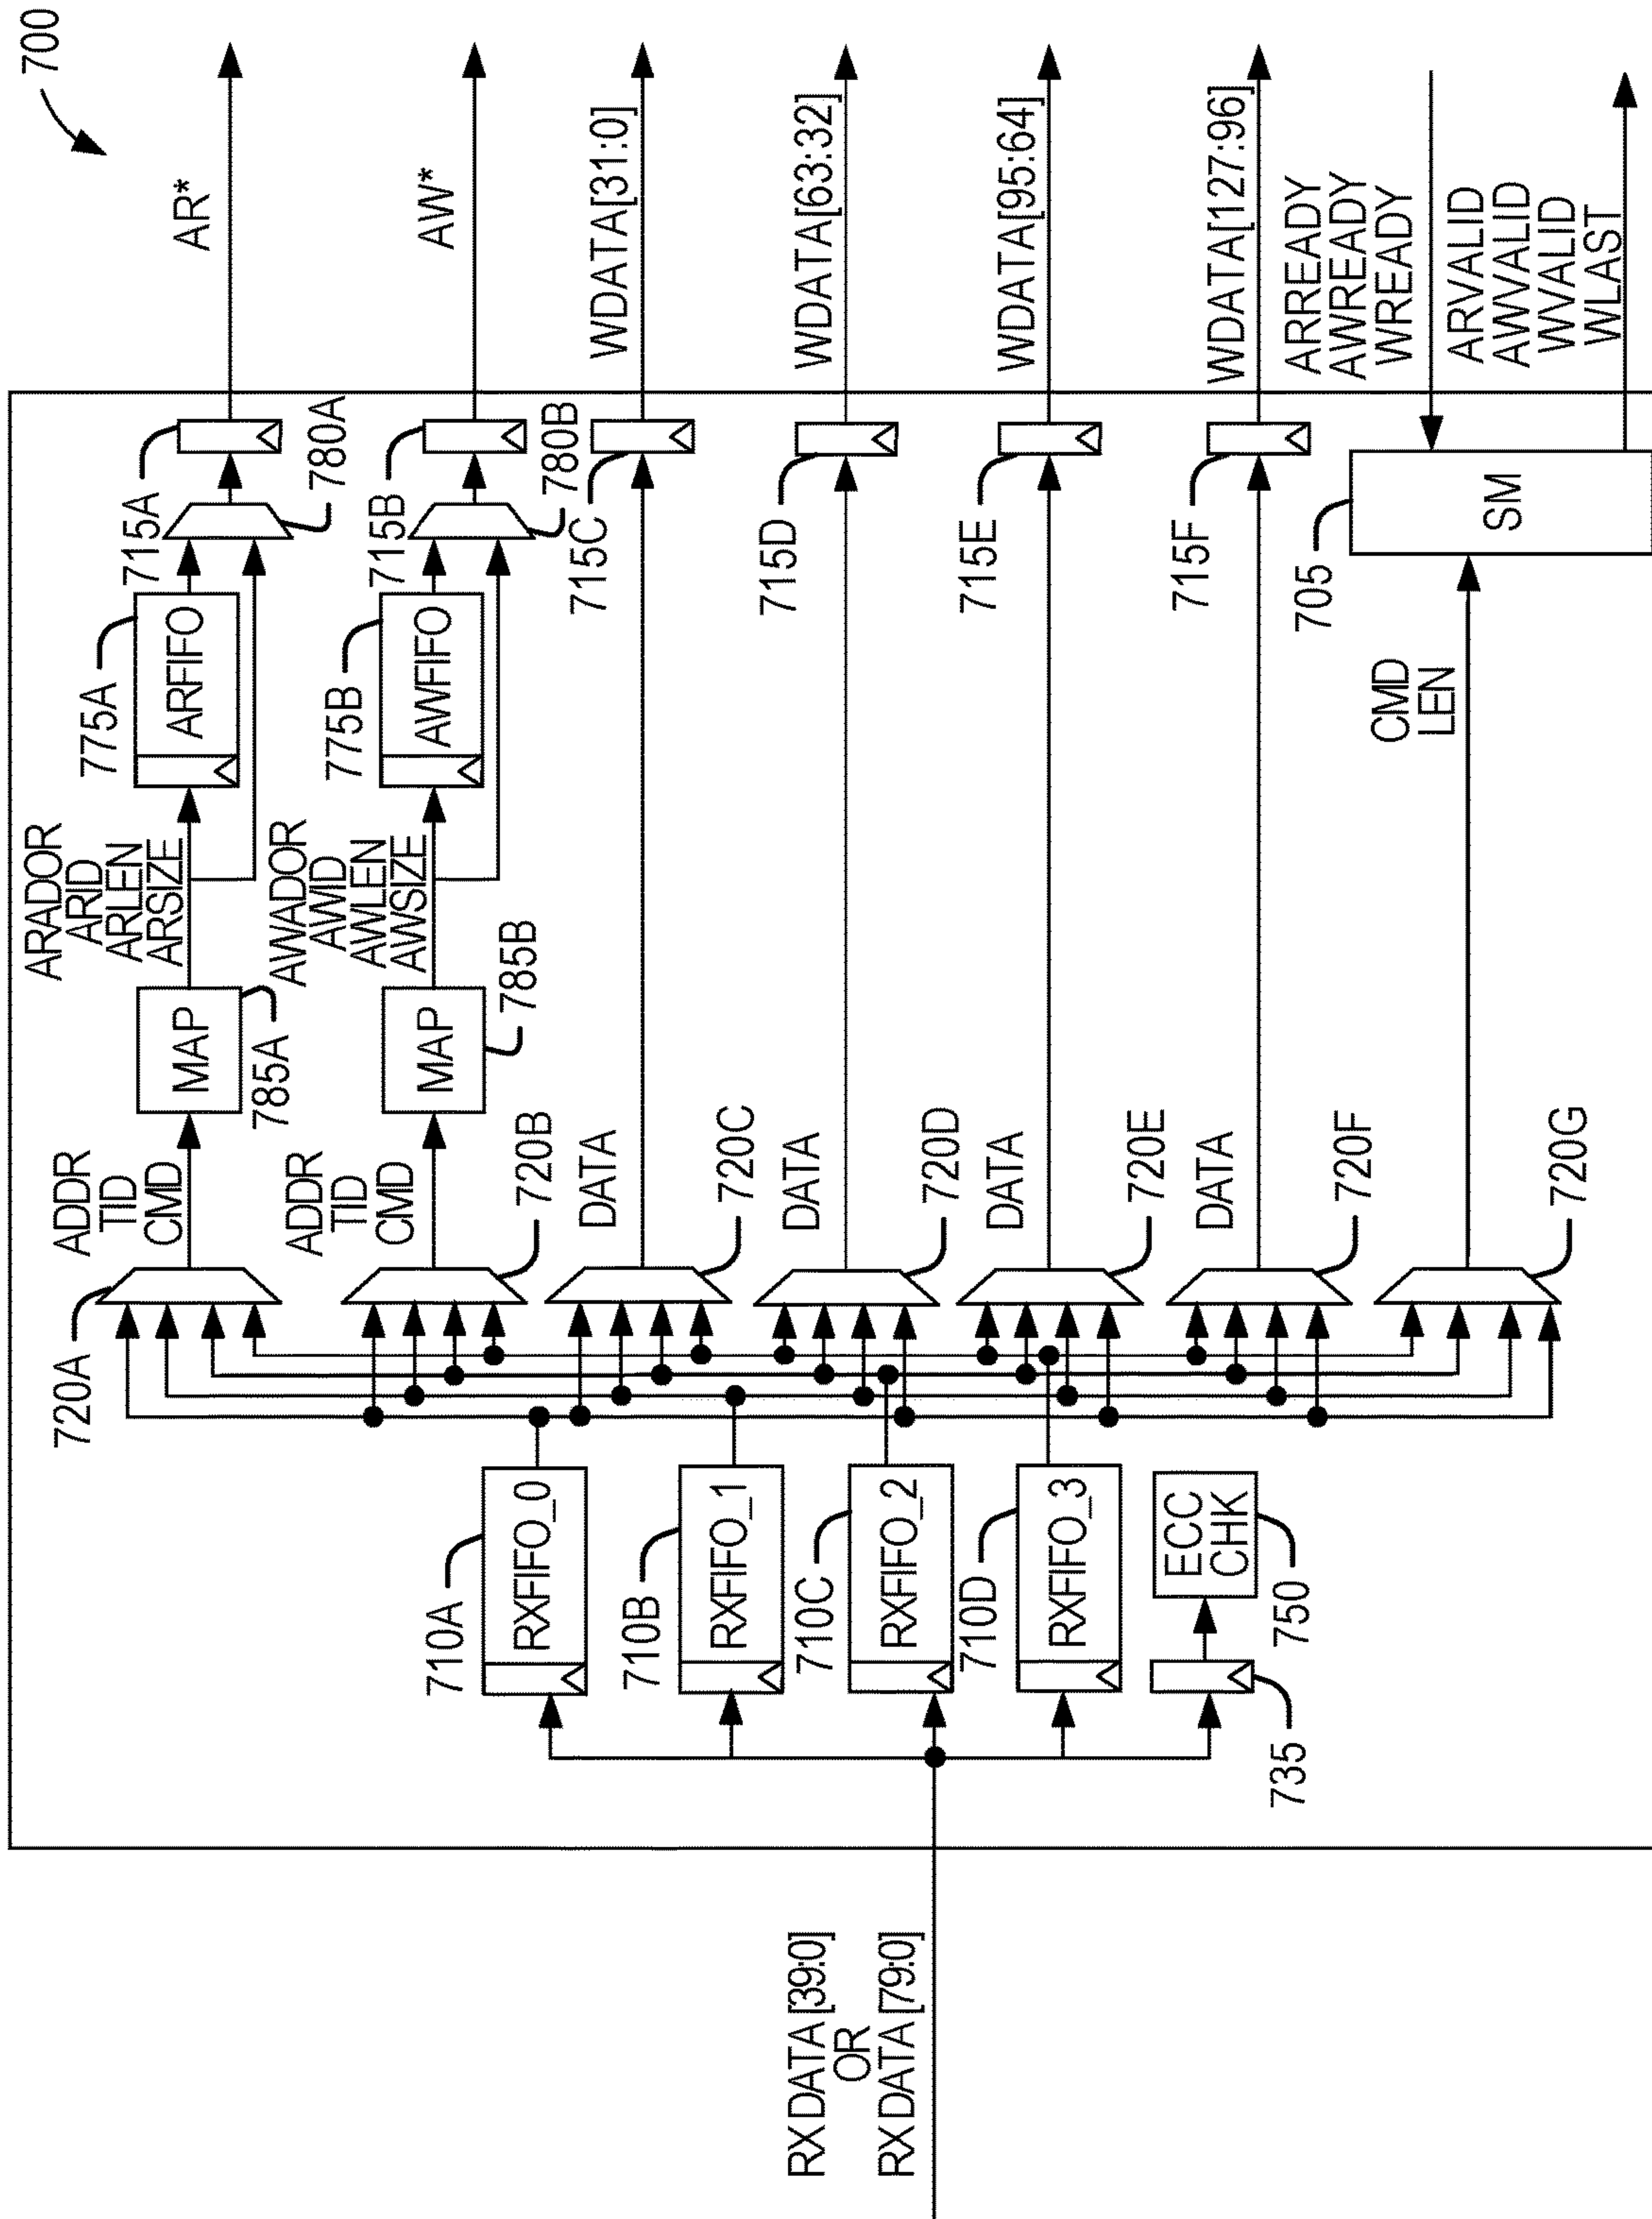 700
AR*
AW*
WDATA[31:0]
WDATA[63:32]
WDATA[95:64]
WDATA[127:96]
ARREADY
AWREADY
WREADY
ARVALID
AWVALID
WVALID
WLAST
715A
780A
715B
780B
715C
715D
715E
715F
705
SM
775A
ARFIFO
775B
AWFIFO
CMD
LEN
ARADOR
ARID
ARLEN
ARSIZE
AWADOR
AWID
AWLEN
AWSIZE
MAP
785A
MAP
785B
ADDR
TID
CMD
ADDR
TID
CMD
DATA
DATA
DATA
DATA
720A
720B
720C
720D
720E
720F
720G
710A
RXFIFO_0
710B
RXFIFO_1
710C
RXFIFO_2
710D
RXFIFO_3
ECC
CHK
750
735
RX DATA [39:0]
OR
RX DATA [79:0]